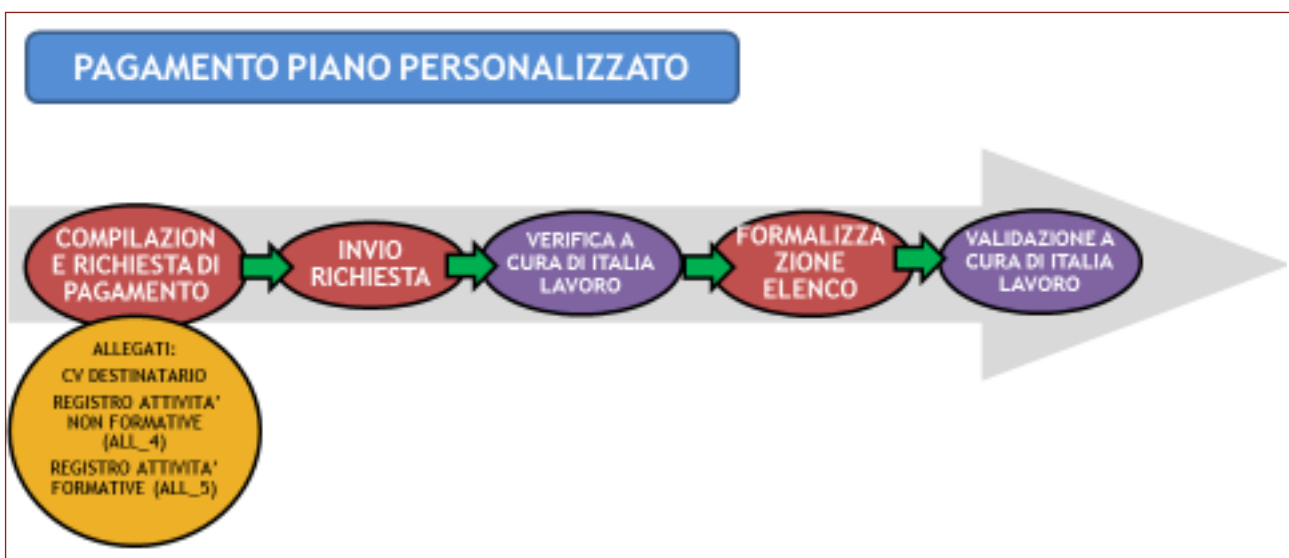 PAGAMENTO PIANO PERSONALIZZATO
COMPILAZION
E RICHIESTA DI
PAGAMENTO
INVIO
RICHIESTA
VERIFICA A
CURA DI ITALIA
LAVORO
FORMALIZZA
ZIONE
ELENCO
VALIDAZIONE A
CURA DI ITALIA
LAVORO
ALLEGATI:
CV DESTINATARIO
REGISTRO ATTIVITA'
NON FORMATIVE
(ALL_4)
REGISTRO ATTIVITA'
FORMATIVE (ALL_5)